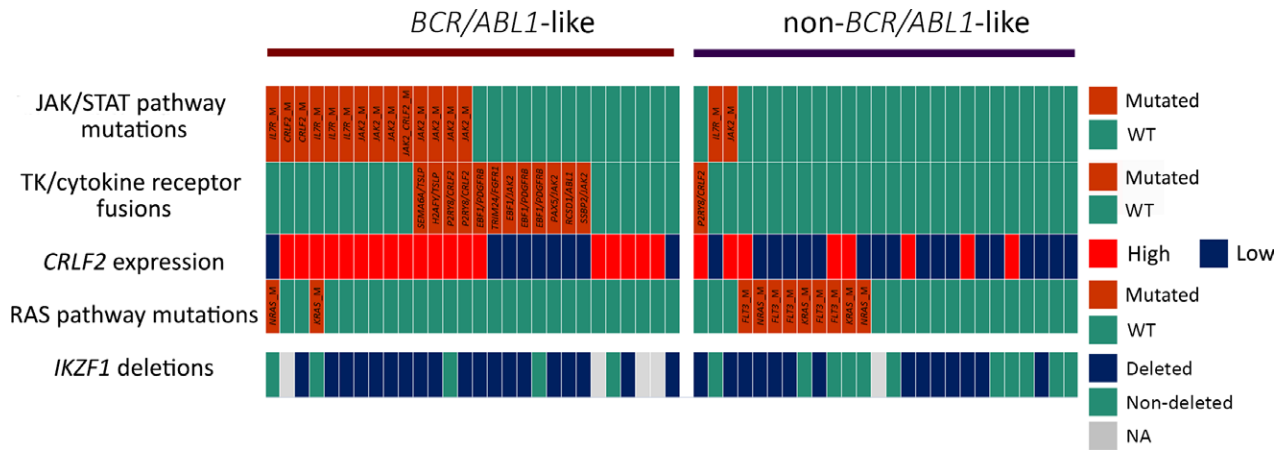 BCR/ABL1-like
non-BCR/ABL1-like
JAK/STAT pathway
mutations
IL7R_M
CRLF2_M
CRLF2_M
IL7R_M
IL7R_M
IL7R_M
JAK2_M
JAK2_M
JAK2_M
JAK2_CRLF2_M
JAK2_M
JAK2_M
JAK2_M
JAK2_M
IL7R_M
JAK2_M
Mutated
WT
TK/cytokine receptor
fusions
SEMA6A/TSLP
H2AFY/TSLP
P2RY8/CRLF2
P2RY8/CRLF2
EBF1/PDGFRB
TRIM24/FGFR1
EBF1/JAK2
EBF1/PDGFRB
EBF1/PDGFRB
PAX5/JAK2
RCSD1/ABL1
SSBP2/JAK2
P2RY8/CRLF2
Mutated
WT
CRLF2 expression
High
Low
RAS pathway mutations
NRAS_M
KRAS_M
FLT3_M
NRAS_M
FLT3_M
FLT3_M
KRAS_M
FLT3_M
FLT3_M
KRAS_M
NRAS_M
Mutated
WT
IKZF1 deletions
Deleted
Non-deleted
NA